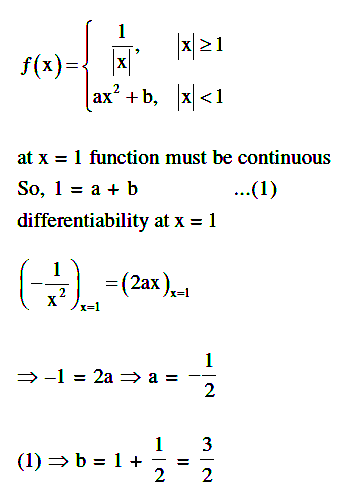 f(x) = { 1/|x|, |x| ≥ 1
ax² + b, |x| < 1
at x = 1 function must be continuous
So, 1 = a + b ...(1)
differentiability at x = 1
(−1/x²)ₓ₌₁ = (2ax)ₓ₌₁
⇒ –1 = 2a ⇒ a = −1/2
(1) ⇒ b = 1 + 1/2 = 3/2